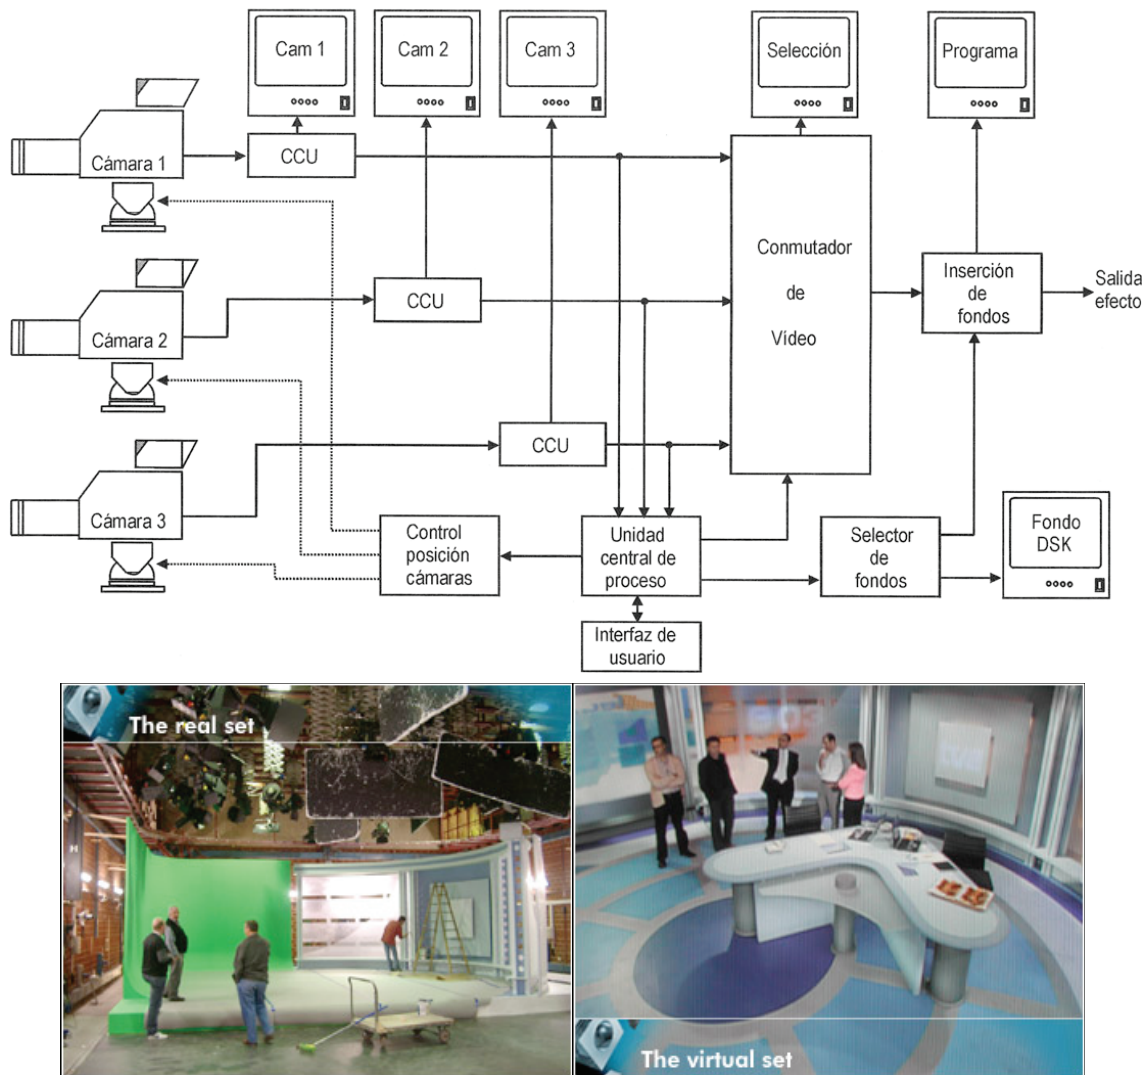 Cam 1
Cam 2
Cam 3
Selección
Programa
Cámara 1
CCU
Conmutador
de
Vídeo
Inserción
de
fondos
Salida
efecto
Cámara 2
CCU
Cámara 3
CCU
Control
posición
cámaras
Unidad
central de
proceso
Selector
de
fondos
Fondo
DSK
Interfaz de
usuario
The real set
The virtual set